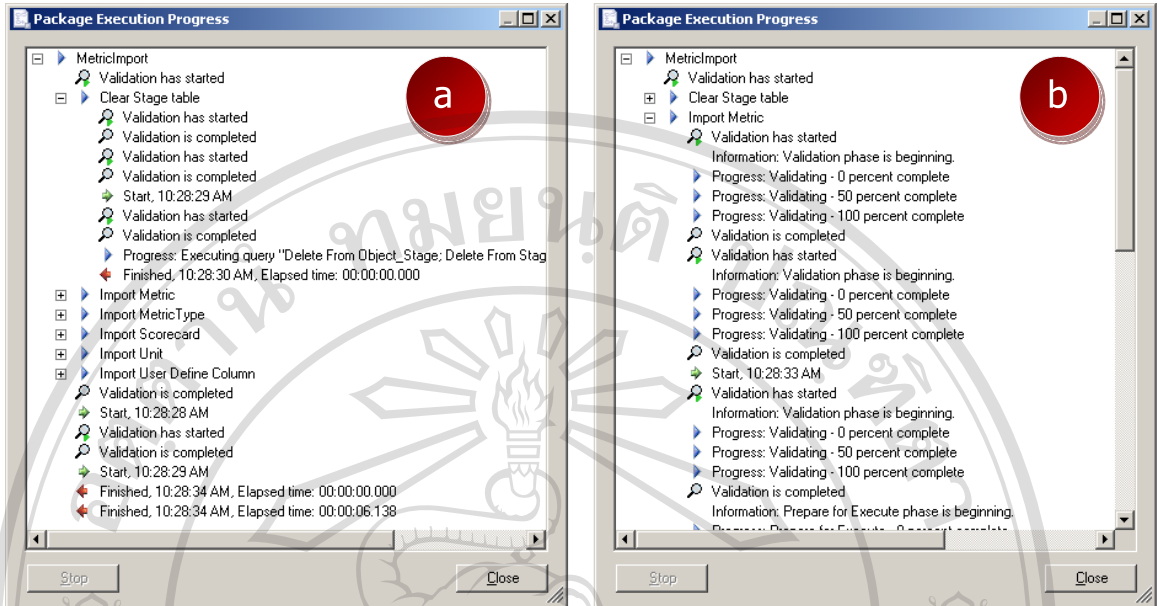 Package Execution Progress
a
MetricImport
Validation has started
Clear Stage table
Validation has started
Validation is completed
Validation has started
Validation is completed
Start, 10:28:29 AM
Validation has started
Validation is completed
Progress: Executing query "Delete From Object_Stage; Delete From Stag
Finished, 10:28:30 AM, Elapsed time: 00:00:00.000
Import Metric
Import MetricType
Import Scorecard
Import Unit
Import User Define Column
Validation is completed
Start, 10:28:28 AM
Validation has started
Validation is completed
Start, 10:28:29 AM
Finished, 10:28:34 AM, Elapsed time: 00:00:00.000
Finished, 10:28:34 AM, Elapsed time: 00:00:06.138
Stop
Close
Package Execution Progress
b
MetricImport
Validation has started
Clear Stage table
Import Metric
Validation has started
Information: Validation phase is beginning.
Progress: Validating - 0 percent complete
Progress: Validating - 50 percent complete
Progress: Validating - 100 percent complete
Validation is completed
Validation has started
Information: Validation phase is beginning.
Progress: Validating - 0 percent complete
Progress: Validating - 50 percent complete
Progress: Validating - 100 percent complete
Validation is completed
Start, 10:28:33 AM
Validation has started
Information: Validation phase is beginning.
Progress: Validating - 0 percent complete
Progress: Validating - 50 percent complete
Progress: Validating - 100 percent complete
Validation is completed
Information: Prepare for Execute phase is beginning.
Progress: Prepare for Execute - 0 percent complete
Stop
Close